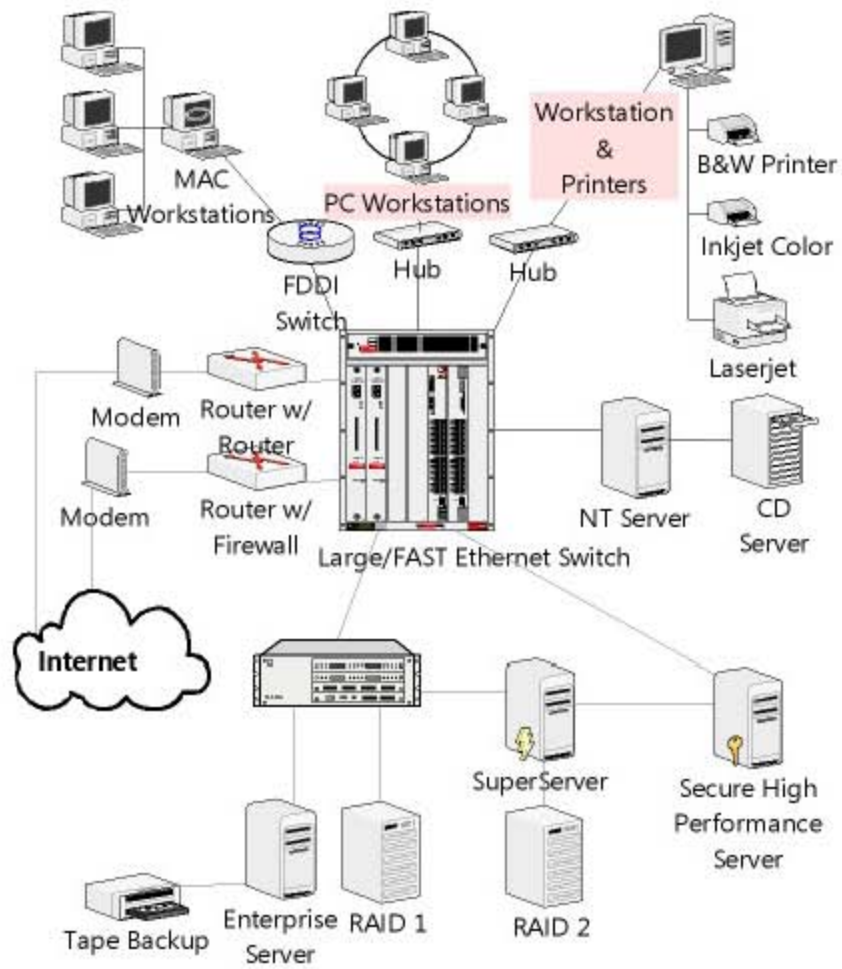 Workstation
&
Printers
B&W Printer
MAC
Workstations
PC Workstations
Inkjet Color
Hub
Hub
FDDI
Switch
Laserjet
Modem
Router w/
Router
Modem
Router w/
Firewall
NT Server
CD
Server
Large/FAST Ethernet Switch
Internet
SuperServer
Secure High
Performance
Server
Tape Backup
Enterprise
Server
RAID 1
RAID 2